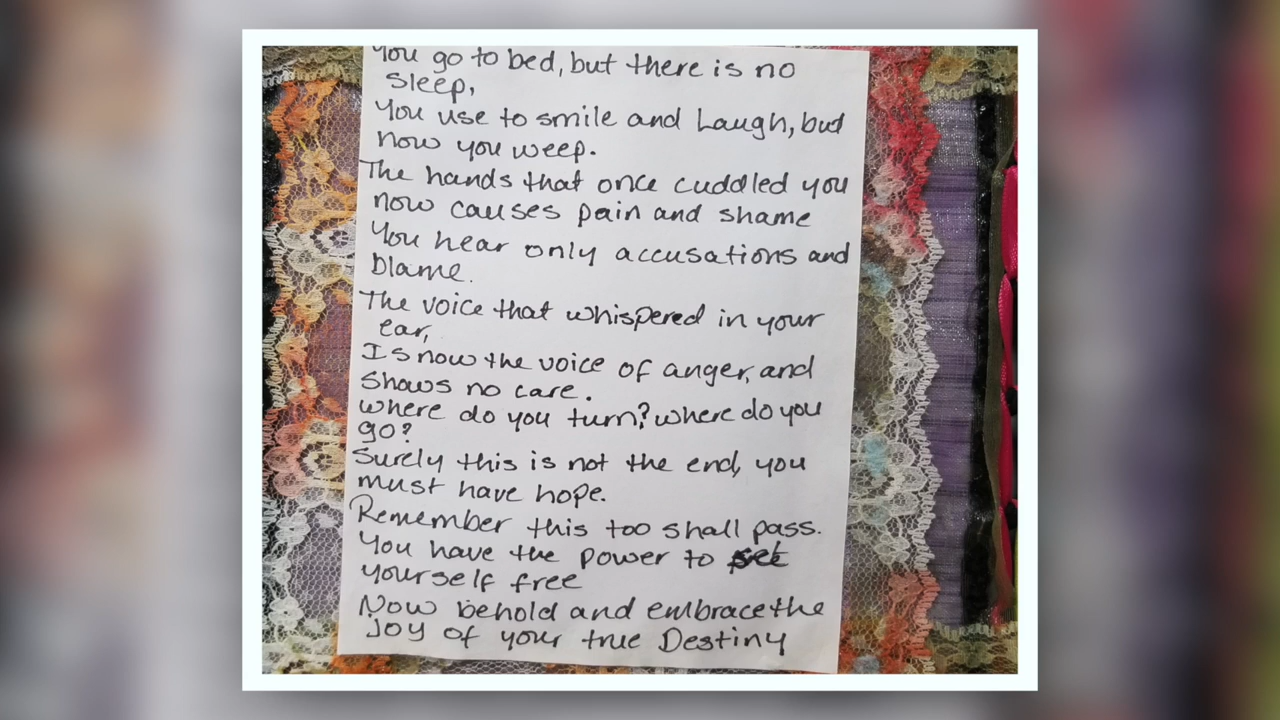 You go to bed, but there is no
sleep,
You use to smile and Laugh, but
now you weep.
The hands that once cuddled you
now causes pain and shame
You hear only accusations and
blame.
The voice that whispered in your
ear,
Is now the voice of anger, and
shows no care.
where do you turn? where do you
go?
Surely this is not the end, you
must have hope.
Remember this too shall pass.
You have the power to set
yourself free
Now behold and embrace the
Joy of your true Destiny